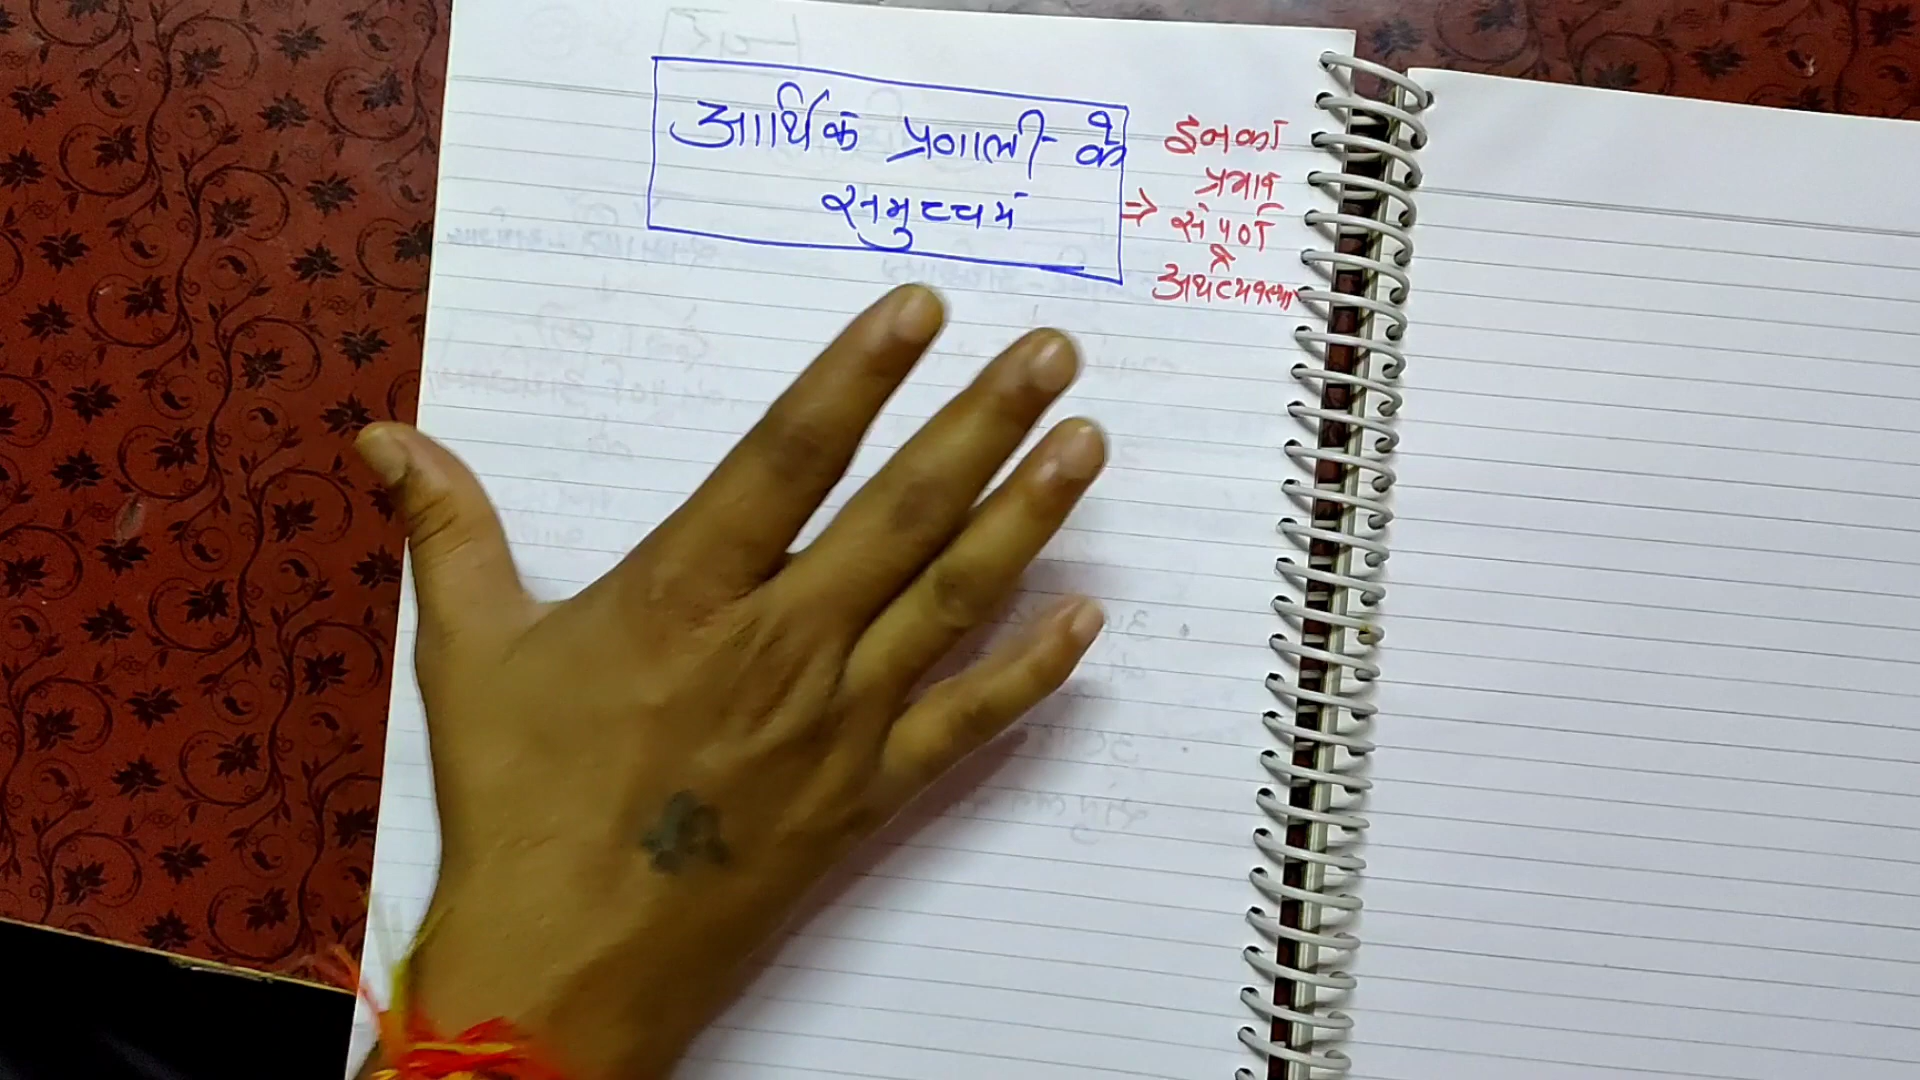 आर्थिक प्रणाली के
समुच्चय
इनका
प्रभाव
संपूर्ण
अर्थव्यवस्था